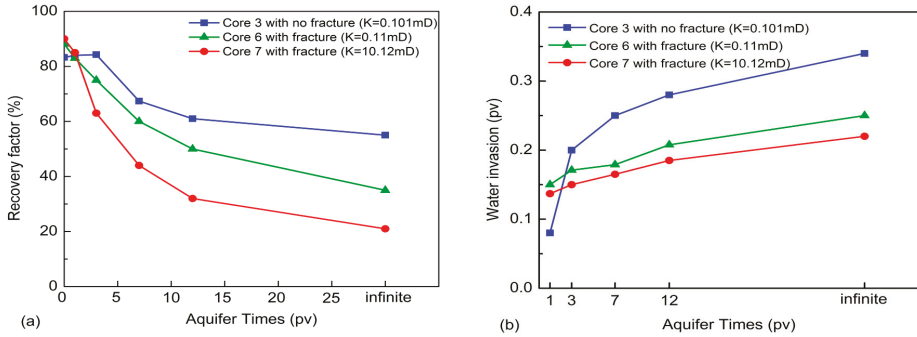 Core 3 with no fracture (K=0.101mD)
Core 6 with fracture (K=0.11mD)
Core 7 with fracture (K=10.12mD)
100
80
60
40
20
0
Recovery factor (%)
0 5 10 15 20 25 infinite
Aquifer Times (pv)
(a)
Core 3 with no fracture (K=0.101mD)
Core 6 with fracture (K=0.11mD)
Core 7 with fracture (K=10.12mD)
0.4
0.3
0.2
0.1
0.0
Water invasion (pv)
1 3 7 12 infinite
Aquifer Times (pv)
(b)